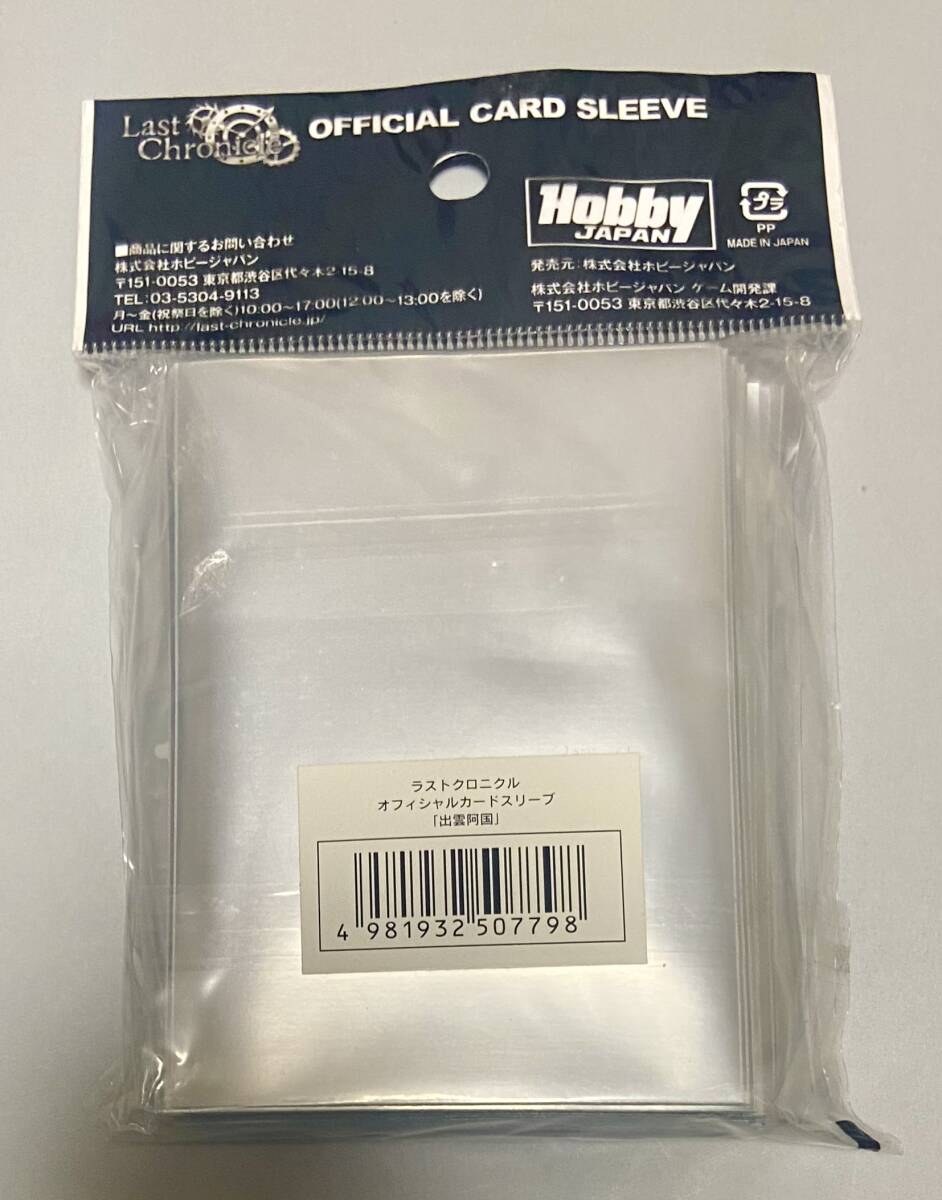 Last Chronicle
OFFICIAL CARD SLEEVE
■商品に関するお問い合わせ
株式会社ホビージャパン
〒151-0053 東京都渋谷区代々木2-15-8
TEL:03-5304-9113
月～金(祝祭日を除く)10:00～17:00(12:00～13:00を除く)
URL http://last-chronicle.jp/
Hobby
JAPAN
プラ
PP
MADE IN JAPAN
発売元:株式会社ホビージャパン
株式会社ホビージャパン ゲーム開発課
〒151-0053 東京都渋谷区代々木2-15-8
ラストクロニクル
オフィシャルカードスリーブ
「出雲阿国」
4 981932 507798